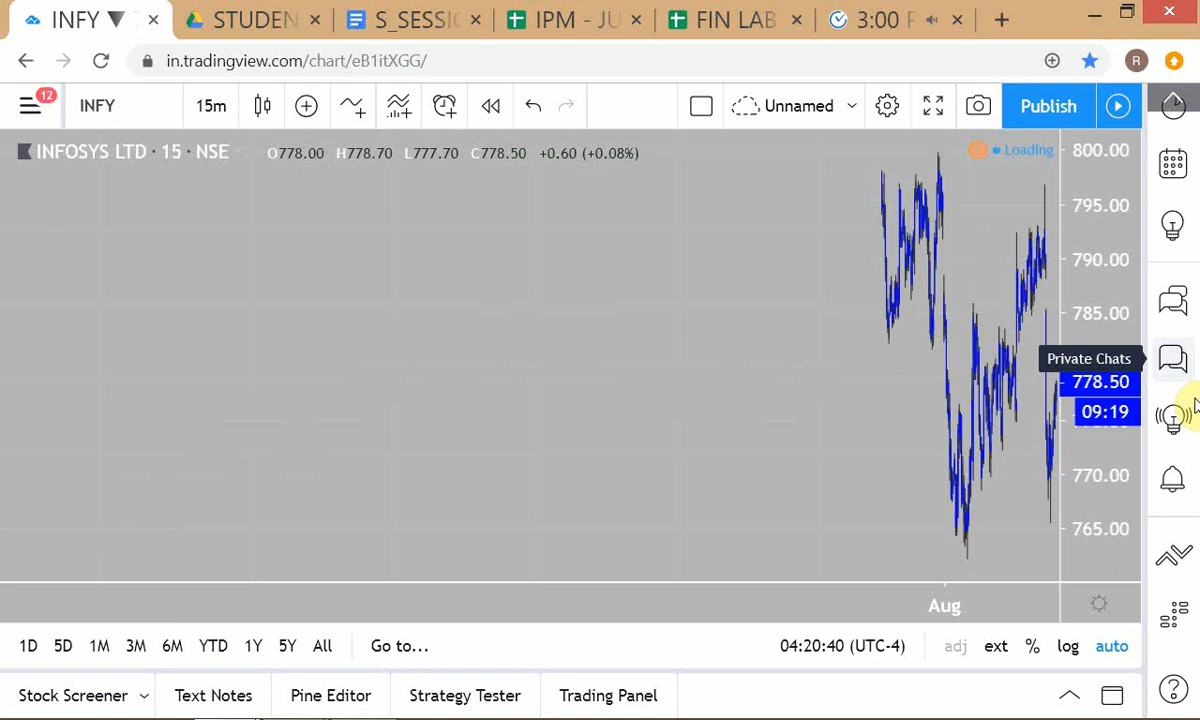 INFY ▼
STUDEN
S_SESSIO
IPM - JU
FIN LAB
3:00 P
in.tradingview.com/chart/eB1itXGG/
R
12
INFY
15m
Unnamed
Publish
INFOSYS LTD · 15 · NSE
O778.00 H778.70 L777.70 C778.50 +0.60 (+0.08%)
Loading
800.00
795.00
790.00
785.00
Private Chats
778.50
09:19
770.00
765.00
Aug
1D 5D 1M 3M 6M YTD 1Y 5Y All
Go to...
04:20:40 (UTC-4)
adj ext % log auto
Stock Screener
Text Notes
Pine Editor
Strategy Tester
Trading Panel